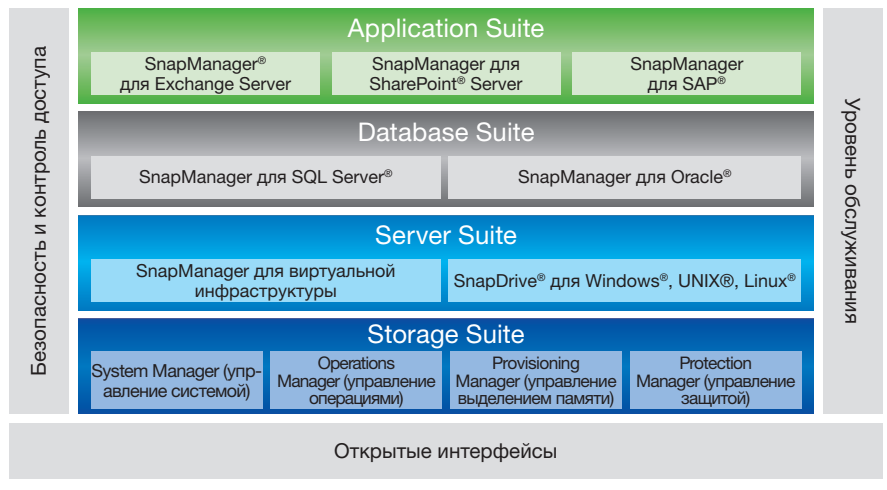 Безопасность и контроль доступа
Application Suite
SnapManager®
для Exchange Server
SnapManager для
SharePoint® Server
SnapManager
для SAP®
Database Suite
SnapManager для SQL Server®
SnapManager для Oracle®
Server Suite
SnapManager для виртуальной
инфраструктуры
SnapDrive® для Windows®, UNIX®, Linux®
Storage Suite
System Manager (упр-
авление системой)
Operations
Manager (управление
операциями)
Provisioning
Manager (управление
выделением памяти)
Protection
Manager (управление
защитой)
Уровень обслуживания
Открытые интерфейсы